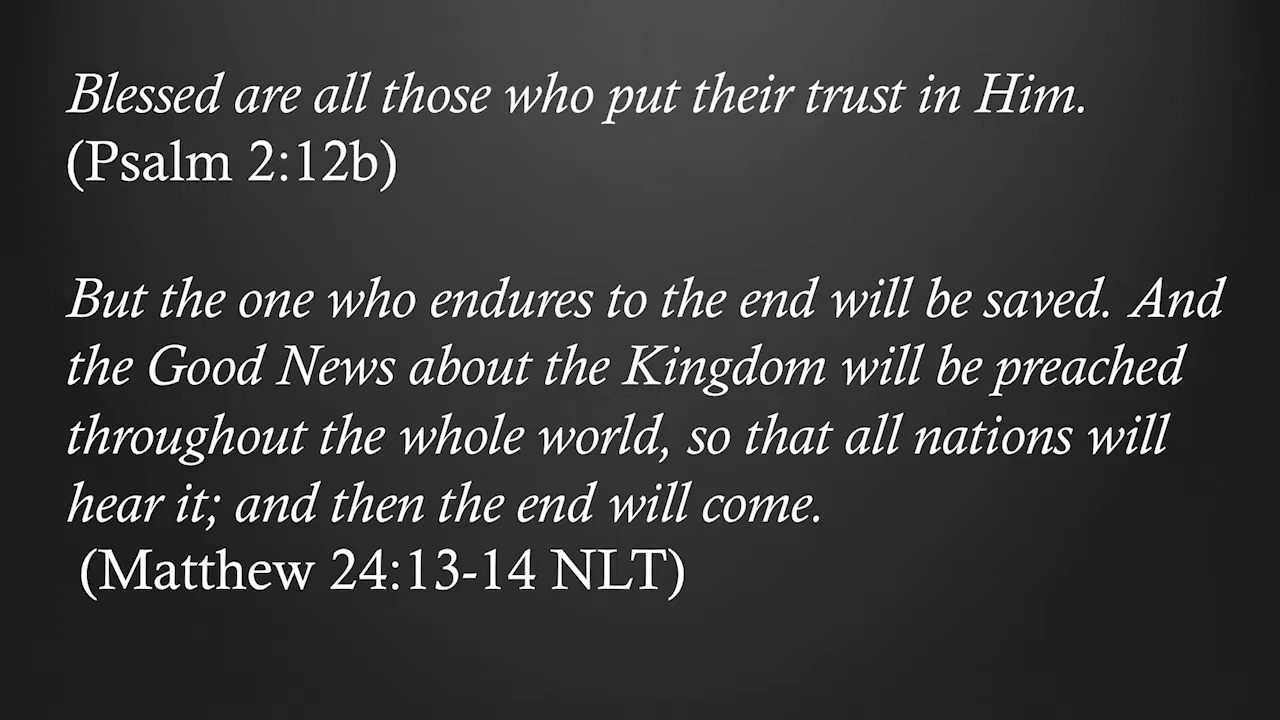 Blessed are all those who put their trust in Him.
(Psalm 2:12b)
But the one who endures to the end will be saved. And
the Good News about the Kingdom will be preached
throughout the whole world, so that all nations will
hear it; and then the end will come.
(Matthew 24:13-14 NLT)